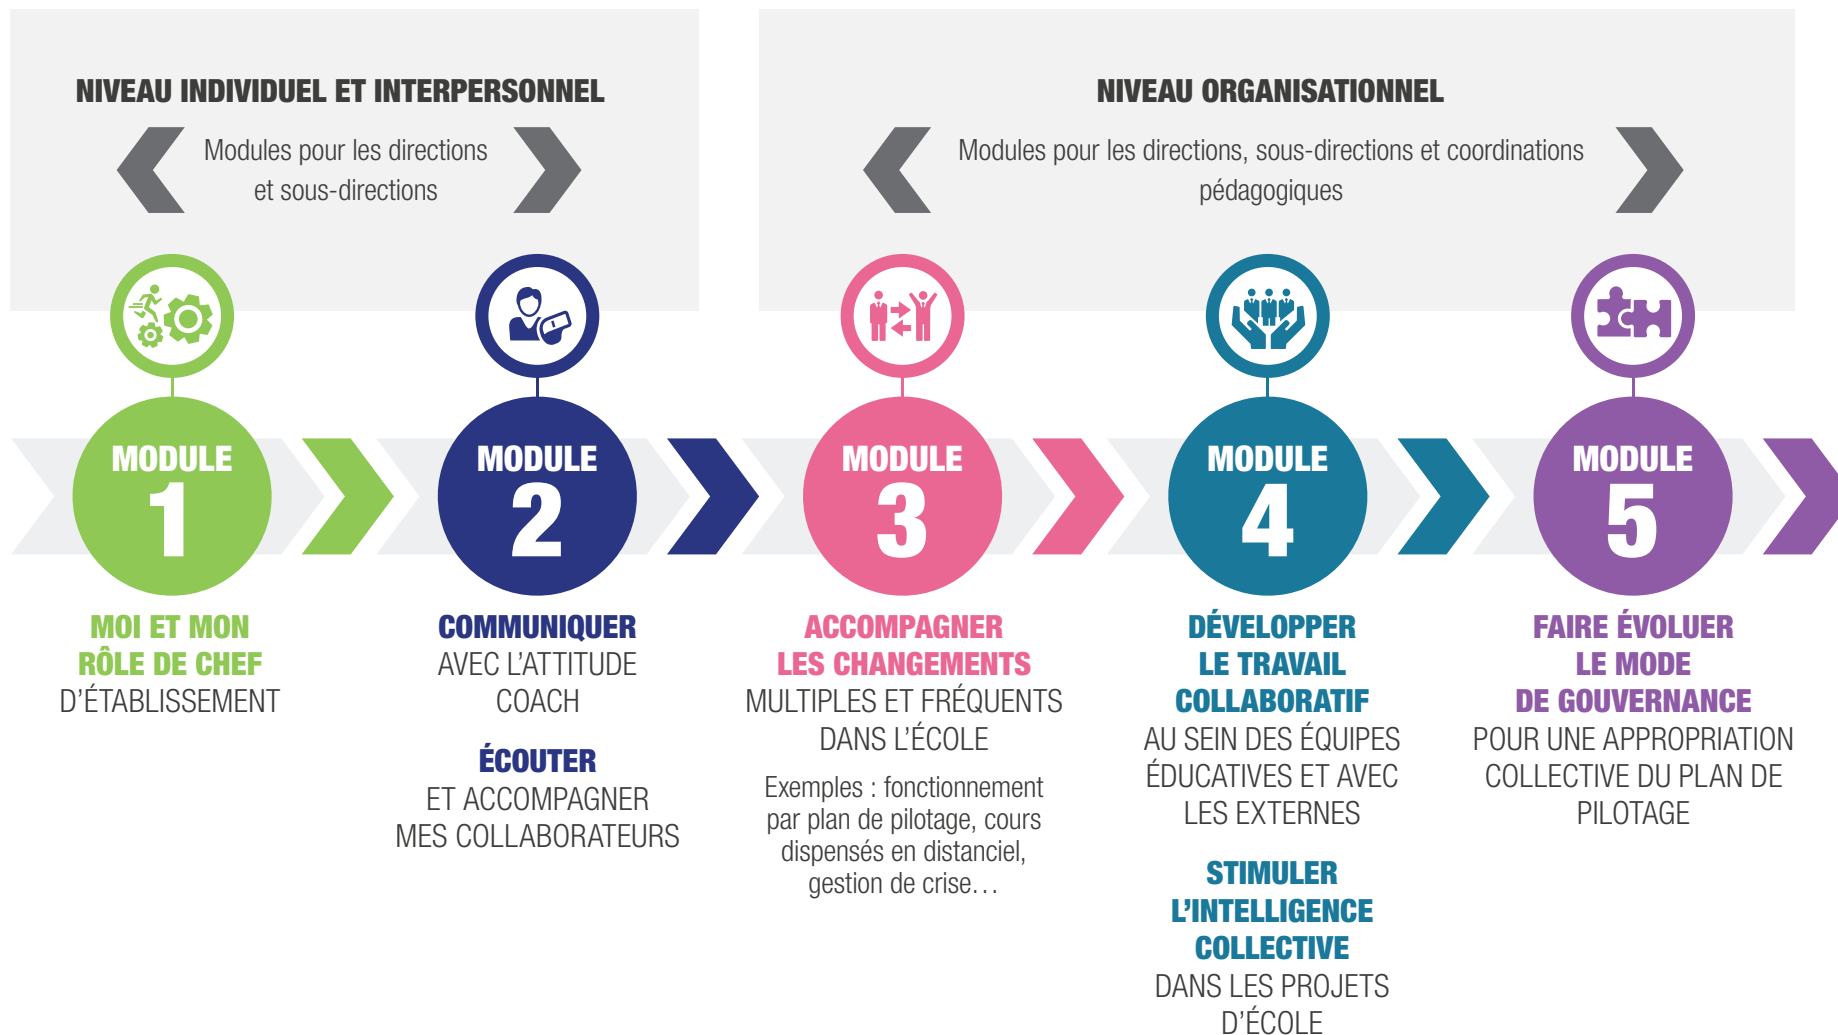 NIVEAU INDIVIDUEL ET INTERPERSONNEL
Modules pour les directions
et sous-directions
NIVEAU ORGANISATIONNEL
Modules pour les directions, sous-directions et coordinations
pédagogiques
MODULE
1
MOI ET MON
RÔLE DE CHEF
D'ÉTABLISSEMENT
MODULE
2
COMMUNIQUER
AVEC L'ATTITUDE
COACH
ÉCOUTER
ET ACCOMPAGNER
MES COLLABORATEURS
MODULE
3
ACCOMPAGNER
LES CHANGEMENTS
MULTIPLES ET FRÉQUENTS
DANS L'ÉCOLE
Exemples : fonctionnement
par plan de pilotage, cours
dispensés en distanciel,
gestion de crise…
MODULE
4
DÉVELOPPER
LE TRAVAIL
COLLABORATIF
AU SEIN DES ÉQUIPES
ÉDUCATIVES ET AVEC
LES EXTERNES
STIMULER
L'INTELLIGENCE
COLLECTIVE
DANS LES PROJETS
D'ÉCOLE
MODULE
5
FAIRE ÉVOLUER
LE MODE
DE GOUVERNANCE
POUR UNE APPROPRIATION
COLLECTIVE DU PLAN DE
PILOTAGE